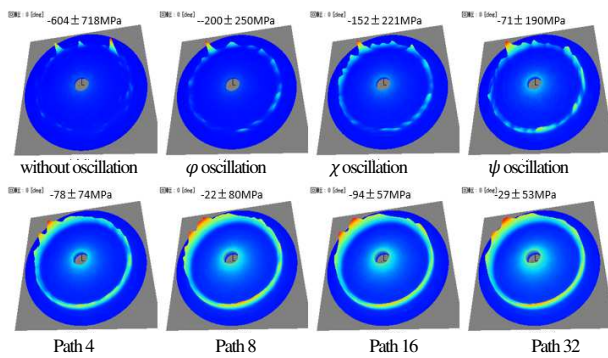 -604±718MPa
--200±250MPa
-152±221MPa
-71±190MPa
without oscillation
φ oscillation
χ oscillation
ψ oscillation
-78±74MPa
-22±80MPa
-94±57MPa
-29±53MPa
Path 4
Path 8
Path 16
Path 32